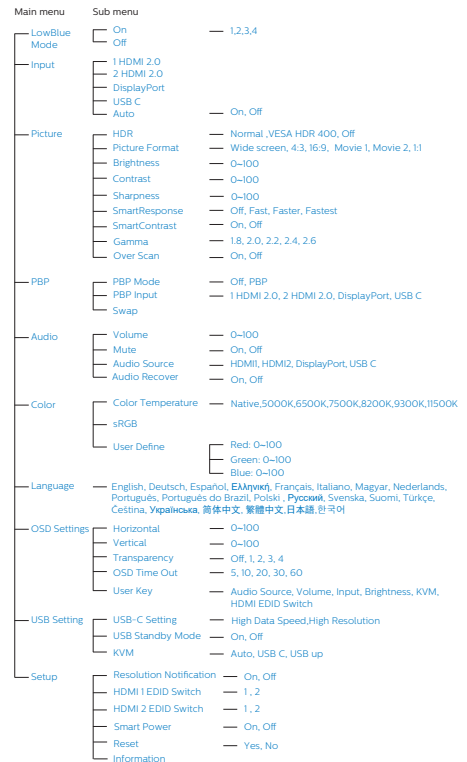 Main menu Sub menu
LowBlue Mode On 1,2,3,4
Off
Input 1 HDMI 2.0
2 HDMI 2.0
DisplayPort
USB C
Auto On, Off
Picture HDR Normal ,VESA HDR 400, Off
Picture Format Wide screen, 4:3, 16:9, Movie 1, Movie 2, 1:1
Brightness 0~100
Contrast 0~100
Sharpness 0~100
SmartResponse Off, Fast, Faster, Fastest
SmartContrast On, Off
Gamma 1.8, 2.0, 2.2, 2.4, 2.6
Over Scan On, Off
PBP PBP Mode Off, PBP
PBP Input 1 HDMI 2.0, 2 HDMI 2.0, DisplayPort, USB C
Swap
Audio Volume 0~100
Mute On, Off
Audio Source HDMI1, HDMI2, DisplayPort, USB C
Audio Recover On, Off
Color Color Temperature Native,5000K,6500K,7500K,8200K,9300K,11500K
sRGB
User Define Red: 0~100
Green: 0~100
Blue: 0~100
Language English, Deutsch, Español, Ελληνική, Français, Italiano, Magyar, Nederlands,
Português, Português do Brazil, Polski , Русский, Svenska, Suomi, Türkçe,
Čeština, Українська, 简体中文, 繁體中文,日本語,한국어
OSD Settings Horizontal 0~100
Vertical 0~100
Transparency Off, 1, 2, 3, 4
OSD Time Out 5, 10, 20, 30, 60
User Key Audio Source, Volume, Input, Brightness, KVM,
HDMI EDID Switch
USB Setting USB-C Setting High Data Speed,High Resolution
USB Standby Mode On, Off
KVM Auto, USB C, USB up
Setup Resolution Notification On, Off
HDMI 1 EDID Switch 1 , 2
HDMI 2 EDID Switch 1 , 2
Smart Power On, Off
Reset Yes, No
Information